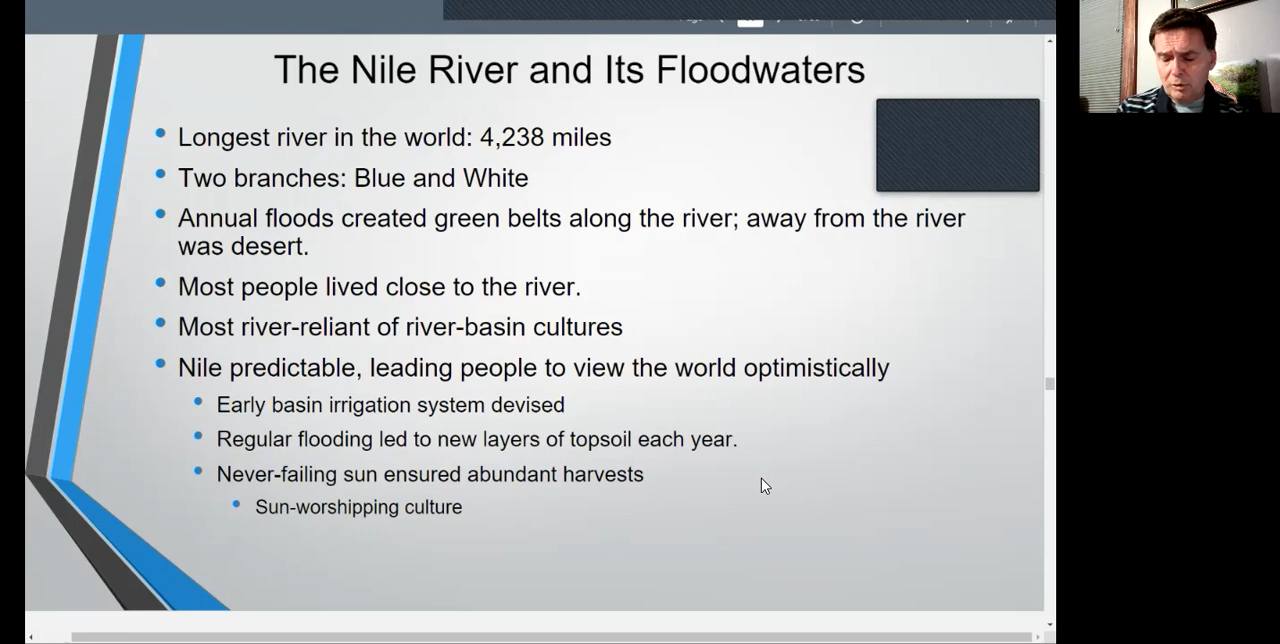 The Nile River and Its Floodwaters
Longest river in the world: 4,238 miles
Two branches: Blue and White
Annual floods created green belts along the river; away from the river
was desert.
Most people lived close to the river.
Most river-reliant of river-basin cultures
Nile predictable, leading people to view the world optimistically
Early basin irrigation system devised
Regular flooding led to new layers of topsoil each year.
Never-failing sun ensured abundant harvests
Sun-worshipping culture